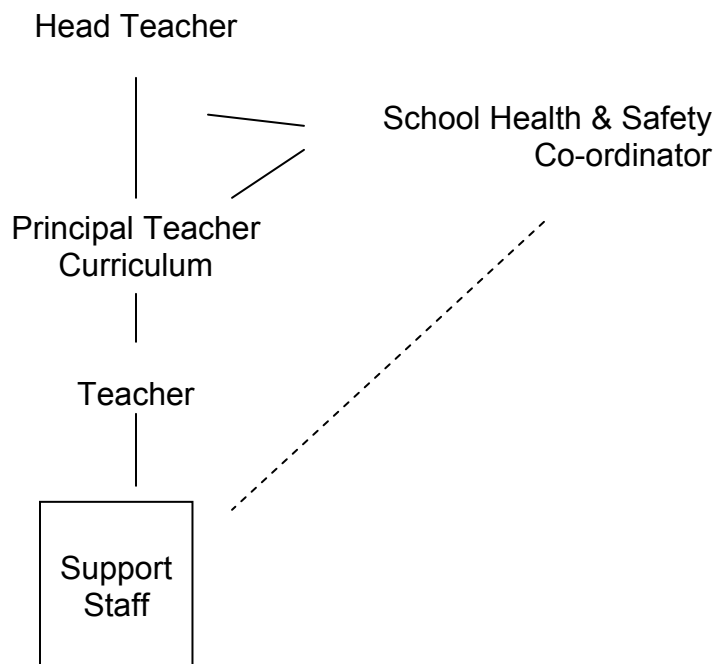 Head Teacher
School Health & Safety
Co-ordinator
Principal Teacher
Curriculum
Teacher
Support
Staff